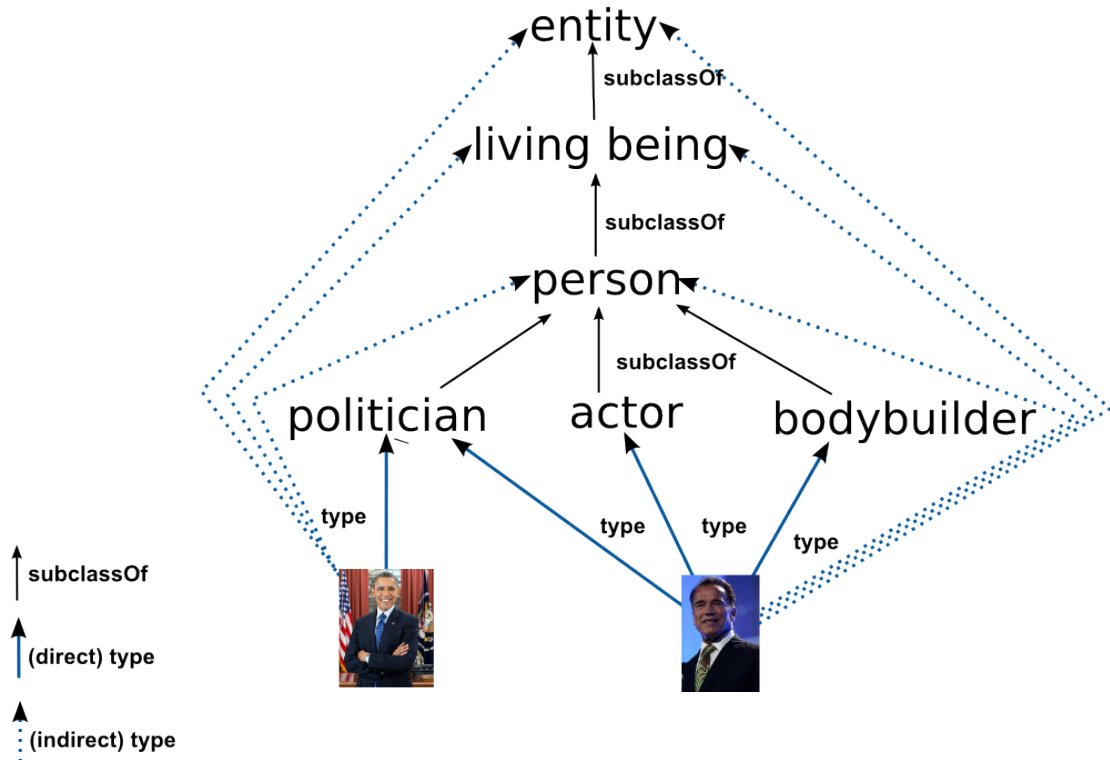 entity
subclassOf
living being
subclassOf
person
subclassOf
politician
actor
bodybuilder
type
type
type
type
subclassOf
(direct) type
(indirect) type